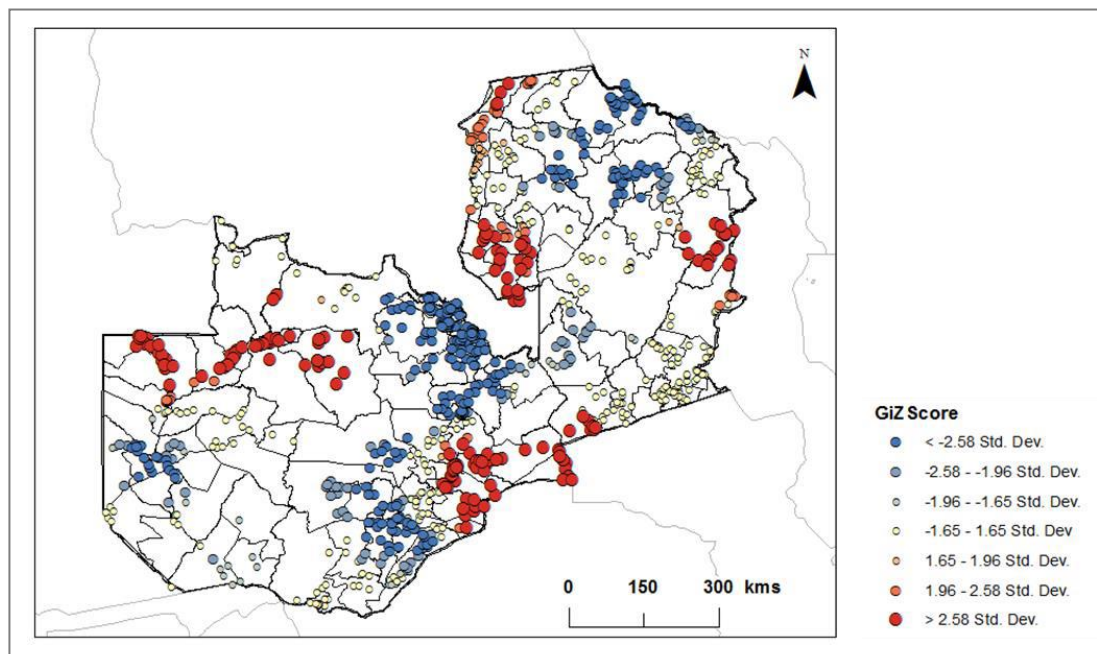 N
0 150 300 kms
GiZ Score
< -2.58 Std. Dev.
-2.58 - -1.96 Std. Dev.
-1.96 - -1.65 Std. Dev.
-1.65 - 1.65 Std. Dev
1.65 - 1.96 Std. Dev.
1.96 - 2.58 Std. Dev.
> 2.58 Std. Dev.